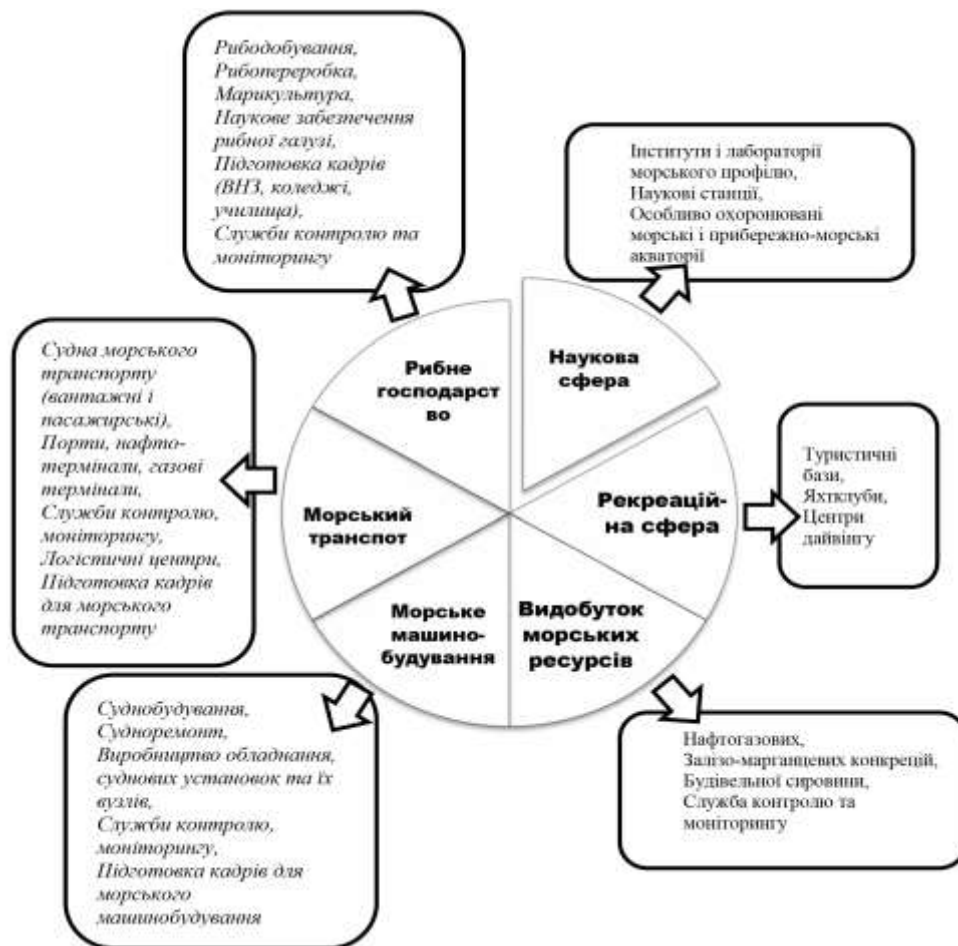 Рибодобування,
Рибопереробка,
Марикультура,
Наукове забезпечення
рибної галузі,
Підготовка кадрів
(ВНЗ, коледжі,
училища),
Служби контролю та
моніторингу
Інститути і лабораторії
морського профілю,
Наукові станції,
Особливо охоронювані
морські і прибережно-морські
акваторії
Рибне
господарст
во
Наукова
сфера
Судна морського
транспорту
(вантажні і
пасажирські),
Порти, нафто-
термінали, газові
термінали,
Служби контролю,
моніторингу,
Логістичні центри,
Підготовка кадрів
для морського
транспорту
Морський
транспот
Рекреацій-
на сфера
Туристичні
бази,
Яхтклуби,
Центри
дайвінгу
Морське
машино-
будування
Видобуток
морських
ресурсів
Суднобудування,
Судноремонт,
Виробництво обладнання,
суднових установок та їх
вузлів,
Служби контролю,
моніторингу,
Підготовка кадрів для
морського
машинобудування
Нафтогазових,
Залізо-марганцевих конкрецій,
Будівельної сировини,
Служба контролю та
моніторингу